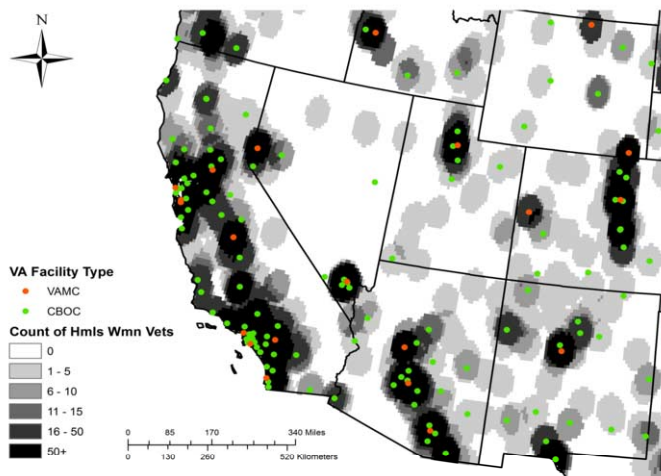 N
VA Facility Type
VAMC
CBOC
Count of Hmls Wmn Vets
0
1 - 5
6 - 10
11 - 15
16 - 50
50+
0 85 170 340 Miles
0 130 260 520 Kilometers